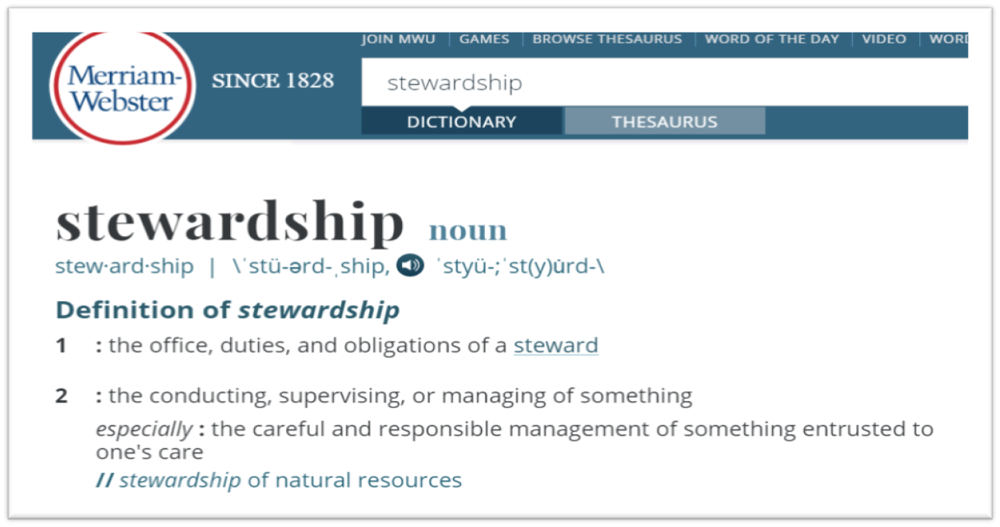 JOIN MWU GAMES BROWSE THESAURUS WORD OF THE DAY VIDEO WORD
Merriam-
Webster
SINCE 1828
stewardship
DICTIONARY THESAURUS
stewardship noun
stew·ard·ship | \ˈstü-ərd-ˌship, ˈstyü-;ˈst(y)u̇rd-\
Definition of stewardship
1 : the office, duties, and obligations of a steward
2 : the conducting, supervising, or managing of something
especially : the careful and responsible management of something entrusted to
one's care
// stewardship of natural resources